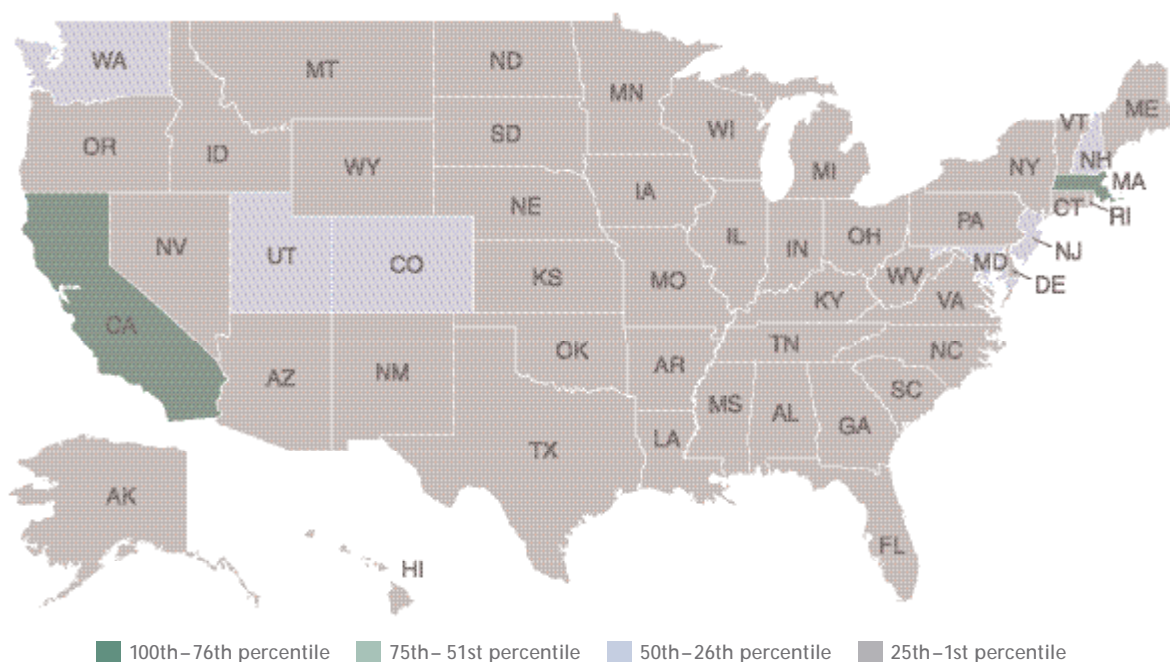 WA
MT
ND
MN
ME
VT
OR
ID
SD
WI
NH
WY
MI
NY
MA
IA
NE
CT
RI
PA
NV
UT
CO
IL
IN
OH
NJ
MD
KS
MO
WV
DE
KY
VA
CA
TN
NC
OK
AZ
NM
AR
SC
MS
AL
GA
LA
TX
AK
FL
HI
100th–76th percentile 75th–51st percentile 50th–26th percentile 25th–1st percentile